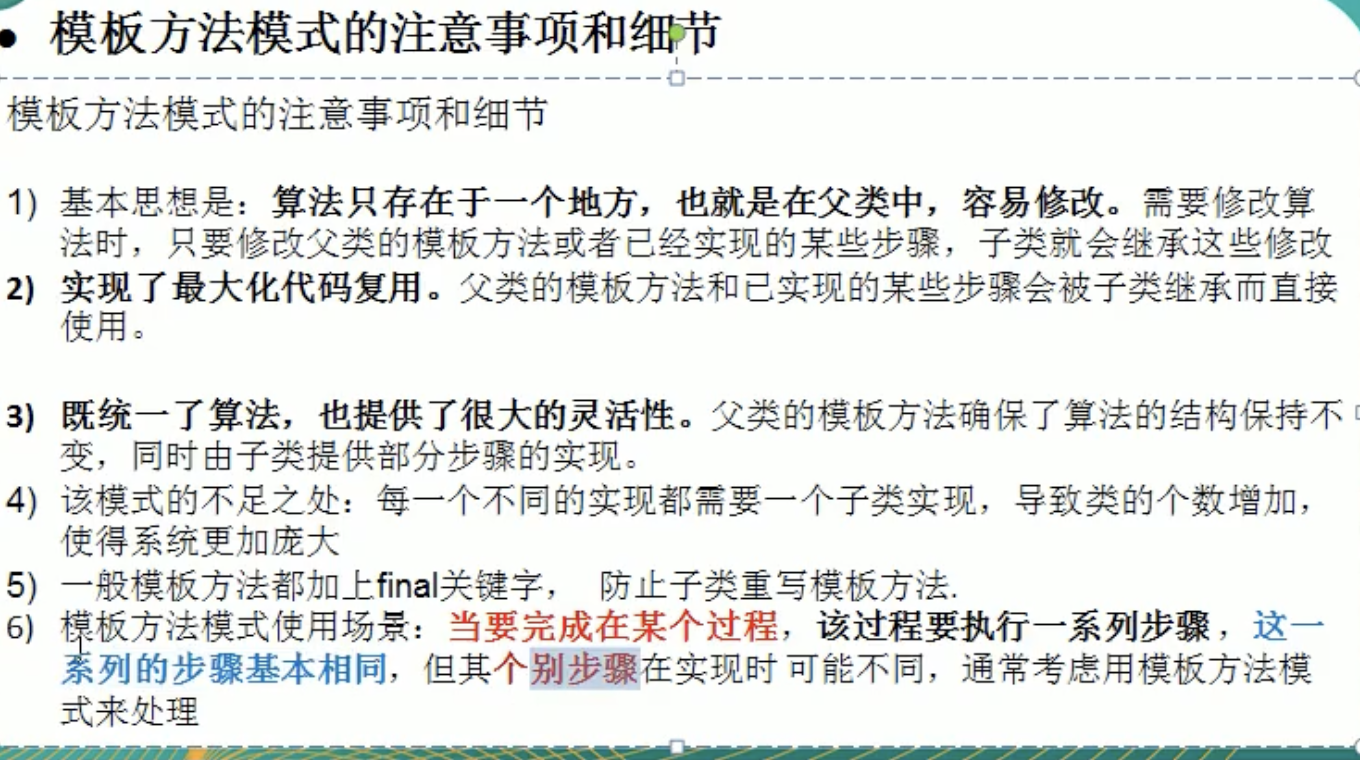 • 模板方法模式的注意事项和细节
模板方法模式的注意事项和细节
1) 基本思想是：算法只存在于一个地方，也就是在父类中，容易修改。需要修改算
法时，只要修改父类的模板方法或者已经实现的某些步骤，子类就会继承这些修改
2) 实现了最大化代码复用。父类的模板方法和已实现的某些步骤会被子类继承而直接
使用。
3) 既统一了算法，也提供了很大的灵活性。父类的模板方法确保了算法的结构保持不
变，同时由子类提供部分步骤的实现。
4) 该模式的不足之处：每一个不同的实现都需要一个子类实现，导致类的个数增加，
使得系统更加庞大
5) 一般模板方法都加上final关键字， 防止子类重写模板方法.
6) 模板方法模式使用场景：当要完成在某个过程，该过程要执行一系列步骤 ，这一
系列的步骤基本相同，但其个别步骤在实现时 可能不同，通常考虑用模板方法模
式来处理